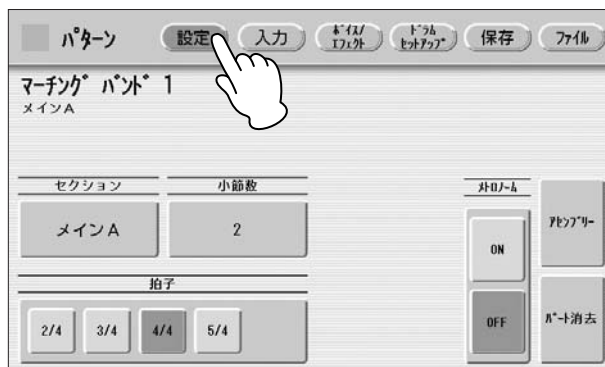 パターン 設定 入力 ボイス/エフェクト ドラムセットアップ 保存 ファイル
マーチング バンド 1
メインA
セクション 小節数 メトロノーム
メインA 2 ON アセンブリー
拍子
2/4 3/4 4/4 5/4 OFF パート消去